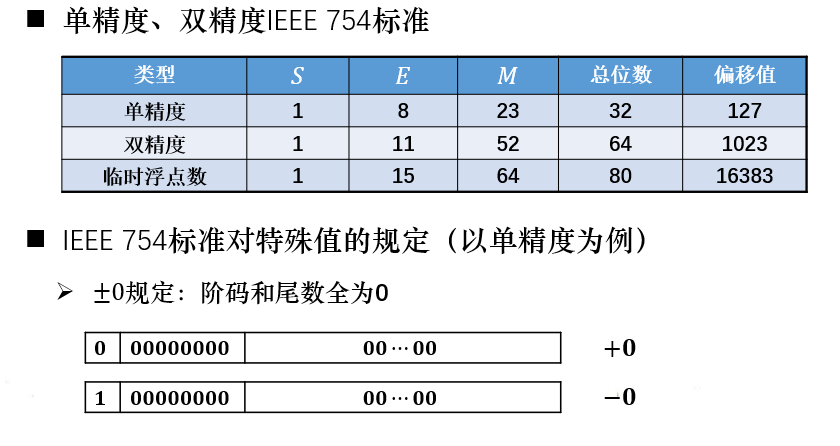 ■ 单精度、双精度IEEE 754标准
类型 S E M 总位数 偏移值
单精度 1 8 23 32 127
双精度 1 11 52 64 1023
临时浮点数 1 15 64 80 16383
■ IEEE 754标准对特殊值的规定（以单精度为例）
➢ ±0规定：阶码和尾数全为0
0 00000000 00⋯00 +0
1 00000000 00⋯00 −0